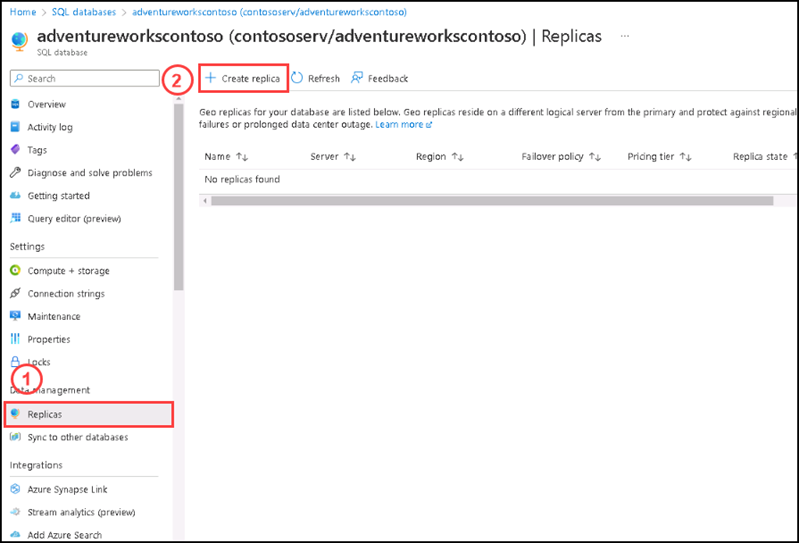 Home > SQL databases > adventureworkscontoso (contososerv/adventureworkscontoso)
adventureworkscontoso (contososerv/adventureworkscontoso) | Replicas ...
SQL database
Search
2
+ Create replica
Refresh
Feedback
Overview
Activity log
Tags
Diagnose and solve problems
Getting started
Query editor (preview)
Settings
Compute + storage
Connection strings
Maintenance
Properties
Locks
1
Data management
Replicas
Sync to other databases
Integrations
Azure Synapse Link
Stream analytics (preview)
Add Azure Search
Geo replicas for your database are listed below. Geo replicas reside on a different logical server from the primary and protect against regional
failures or prolonged data center outage. Learn more
Name ↑↓ Server ↑↓ Region ↑↓ Failover policy ↑↓ Pricing tier ↑↓ Replica state ↑
No replicas found